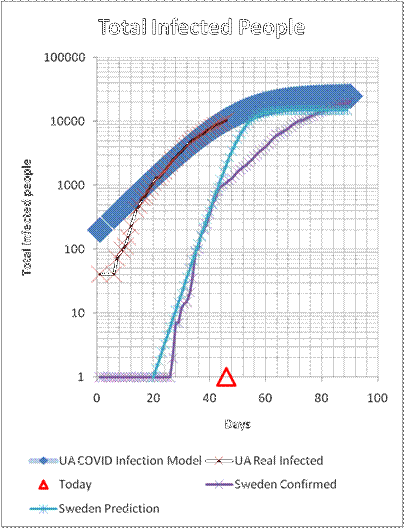 Total Infected People
100000
10000
1000
100
10
1
Total infected people
0 20 40 60 80 100
Days
UA COVID Infection Model UA Real Infected
Today Sweden Confirmed
Sweden Prediction